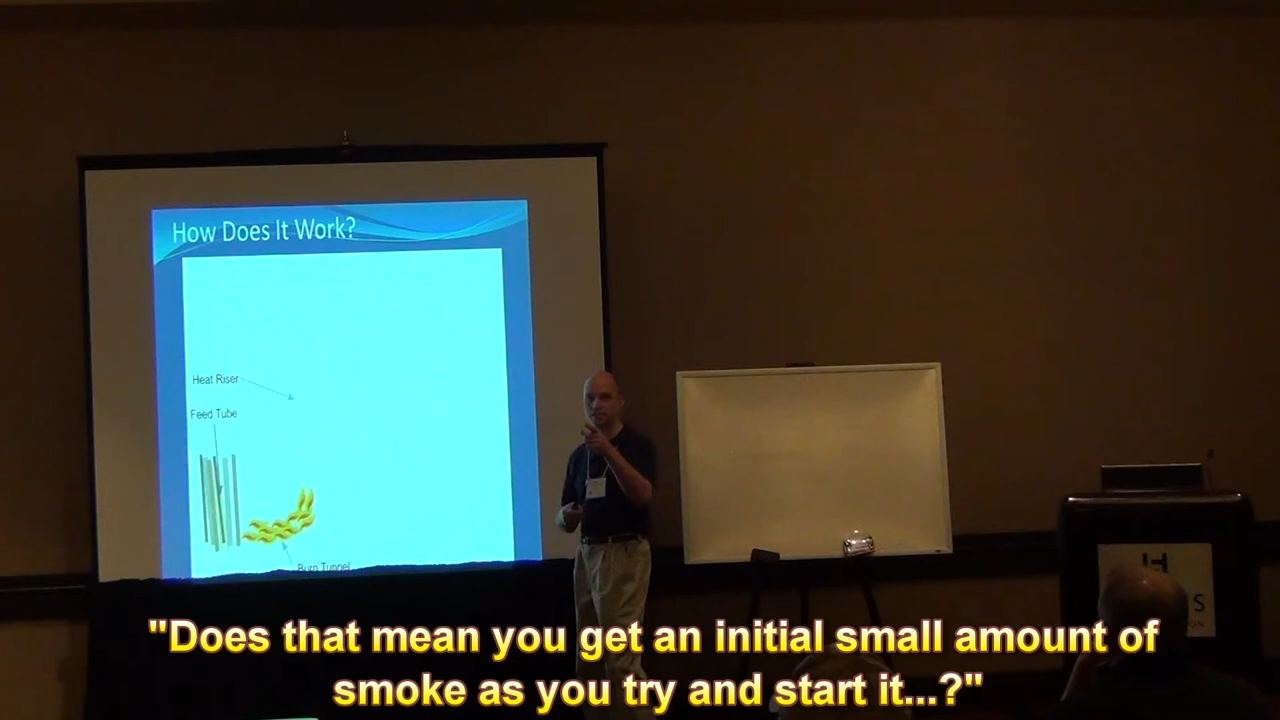 How Does It Work?
Heat Riser
Feed Tube
Burn Tunnel
H
S
"Does that mean you get an initial small amount of
smoke as you try and start it...?"